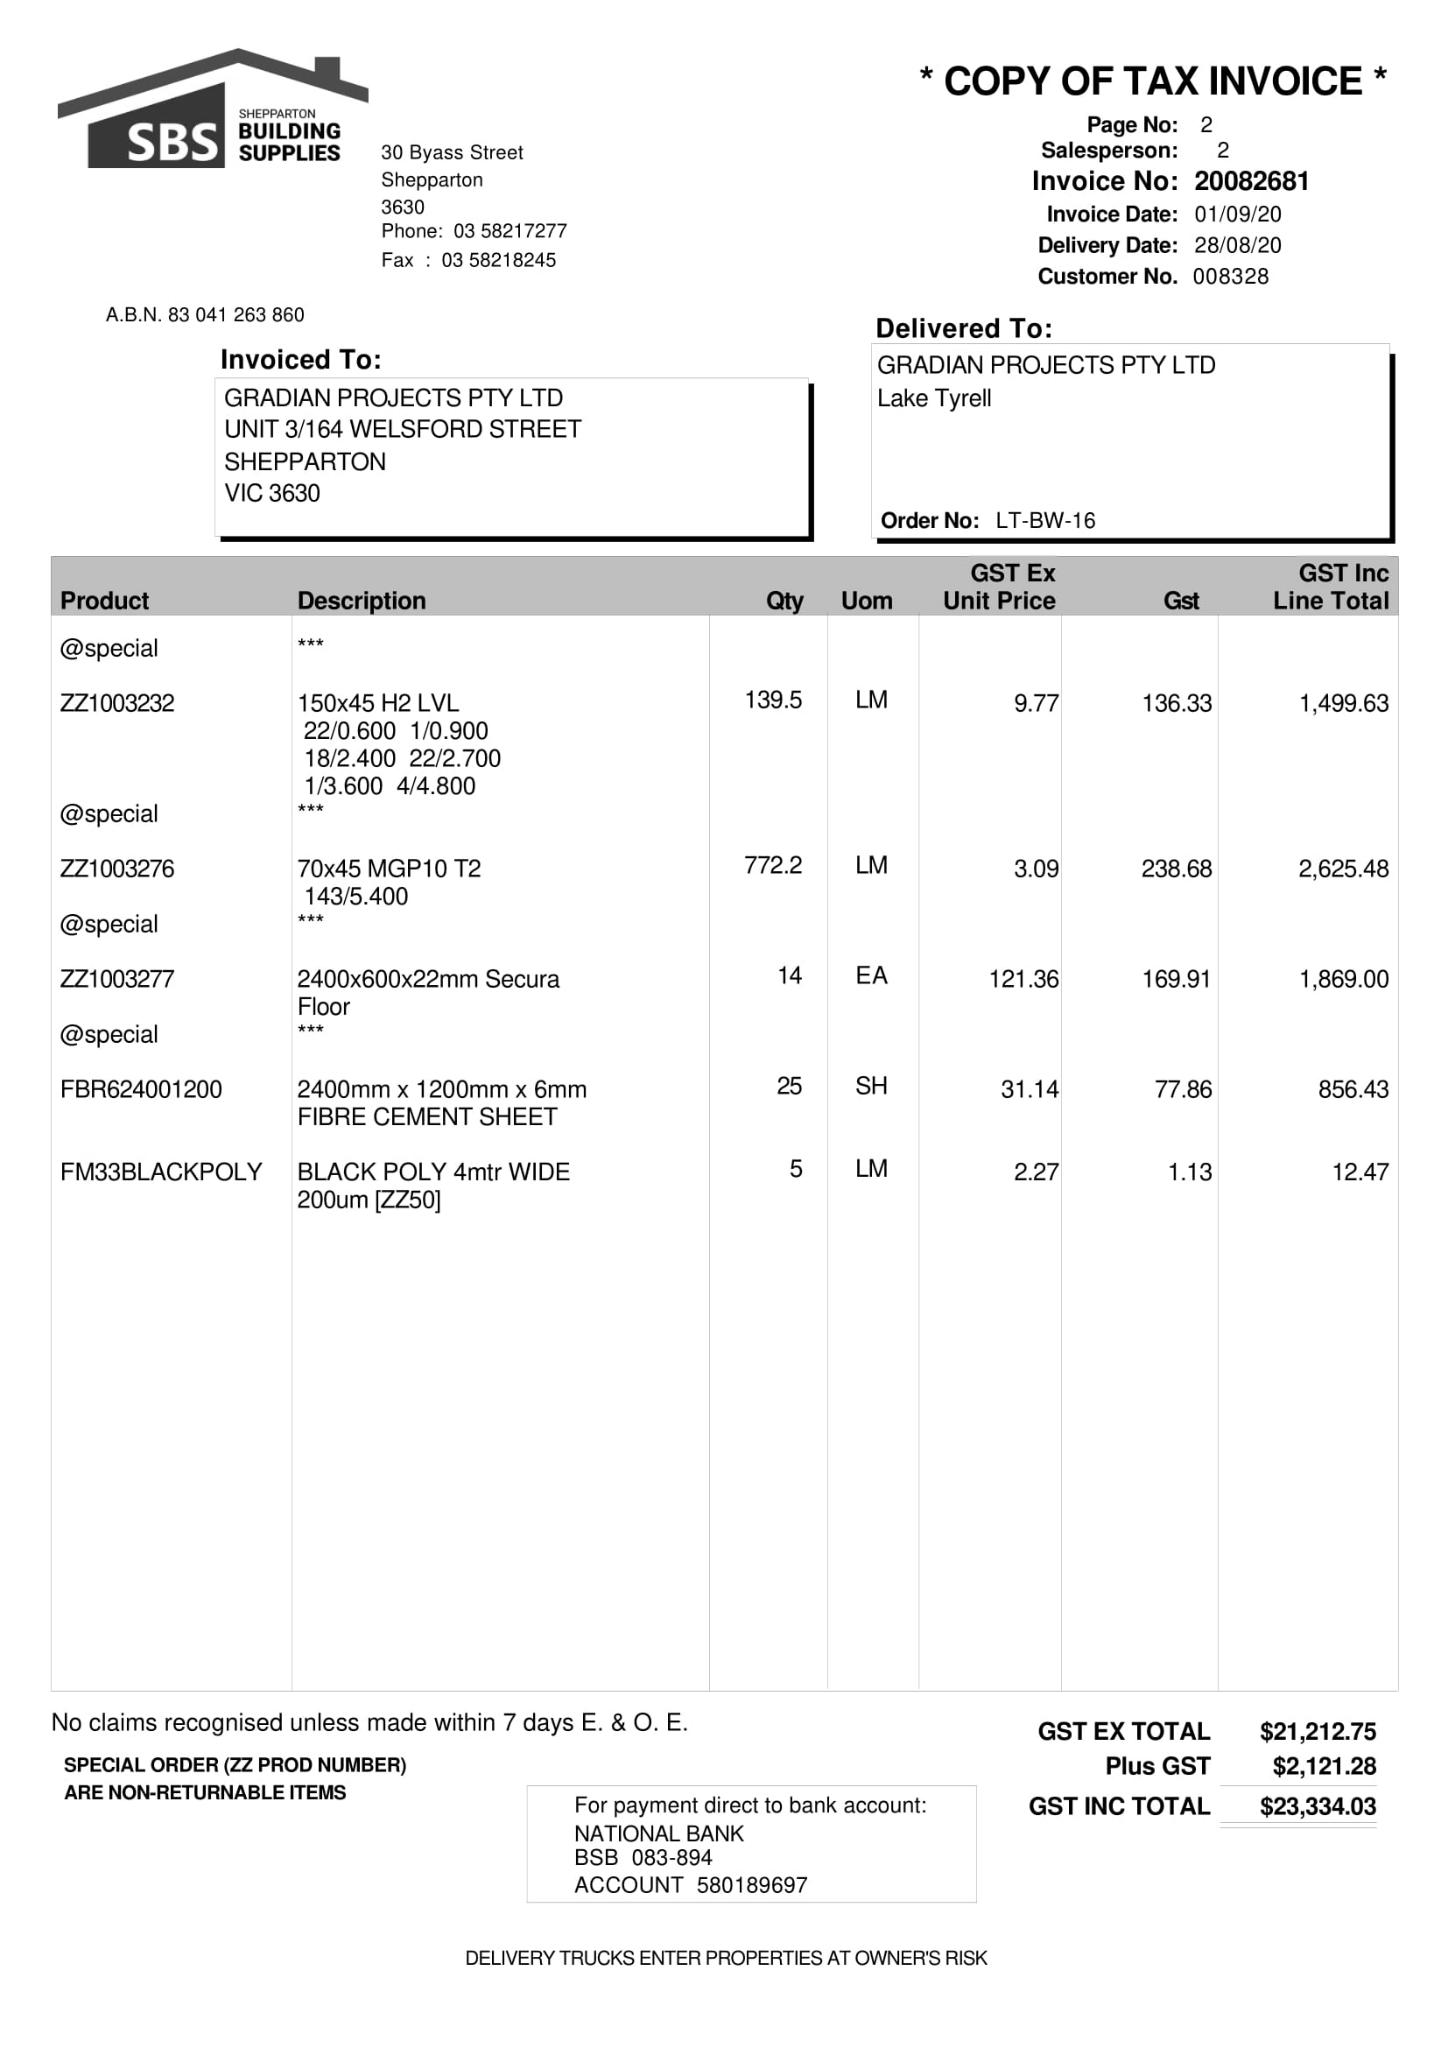 SBS
SHEPPARTON
BUILDING
SUPPLIES
30 Byass Street
Shepparton
3630
Phone: 03 58217277
Fax : 03 58218245
* COPY OF TAX INVOICE *
Page No: 2
Salesperson: 2
Invoice No: 20082681
Invoice Date: 01/09/20
Delivery Date: 28/08/20
Customer No. 008328
A.B.N. 83 041 263 860
Invoiced To:
GRADIAN PROJECTS PTY LTD
UNIT 3/164 WELSFORD STREET
SHEPPARTON
VIC 3630
Delivered To:
GRADIAN PROJECTS PTY LTD
Lake Tyrell
Order No: LT-BW-16
GST Ex GST Inc
Product Description Qty Uom Unit Price Gst Line Total
@special ***
ZZ1003232 150x45 H2 LVL 139.5 LM 9.77 136.33 1,499.63
22/0.600 1/0.900
18/2.400 22/2.700
1/3.600 4/4.800
@special ***
ZZ1003276 70x45 MGP10 T2 772.2 LM 3.09 238.68 2,625.48
143/5.400
@special ***
ZZ1003277 2400x600x22mm Secura 14 EA 121.36 169.91 1,869.00
Floor
@special ***
FBR624001200 2400mm x 1200mm x 6mm 25 SH 31.14 77.86 856.43
FIBRE CEMENT SHEET
FM33BLACKPOLY BLACK POLY 4mtr WIDE 5 LM 2.27 1.13 12.47
200um [ZZ50]
No claims recognised unless made within 7 days E. & O. E.
SPECIAL ORDER (ZZ PROD NUMBER)
ARE NON-RETURNABLE ITEMS
GST EX TOTAL $21,212.75
Plus GST $2,121.28
GST INC TOTAL $23,334.03
For payment direct to bank account:
NATIONAL BANK
BSB 083-894
ACCOUNT 580189697
DELIVERY TRUCKS ENTER PROPERTIES AT OWNER'S RISK